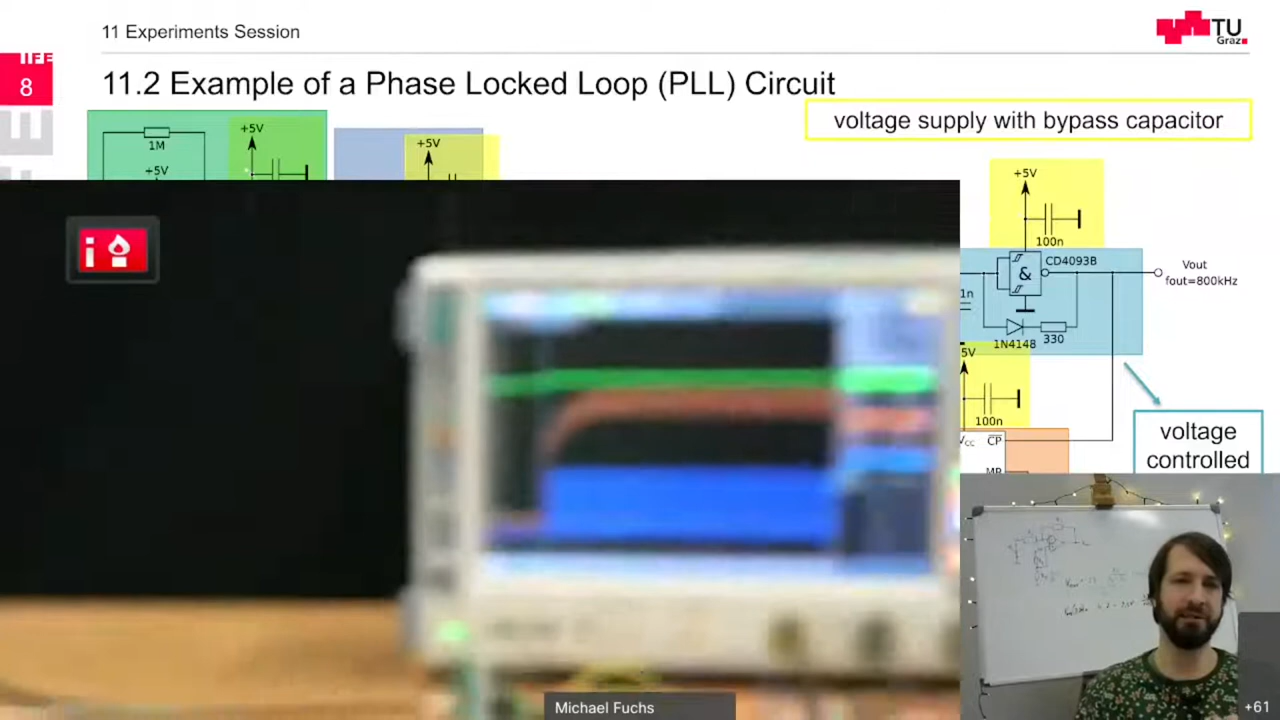 11 Experiments Session
TU
Graz
IFE
8
11.2 Example of a Phase Locked Loop (PLL) Circuit
voltage supply with bypass capacitor
+5V
1M
+5V
+5V
+5V
100n
CD4093B
&
Vout
fout=800kHz
1n
1N4148
330
5V
100n
VCC
CP
MR
voltage
controlled
Michael Fuchs
+61